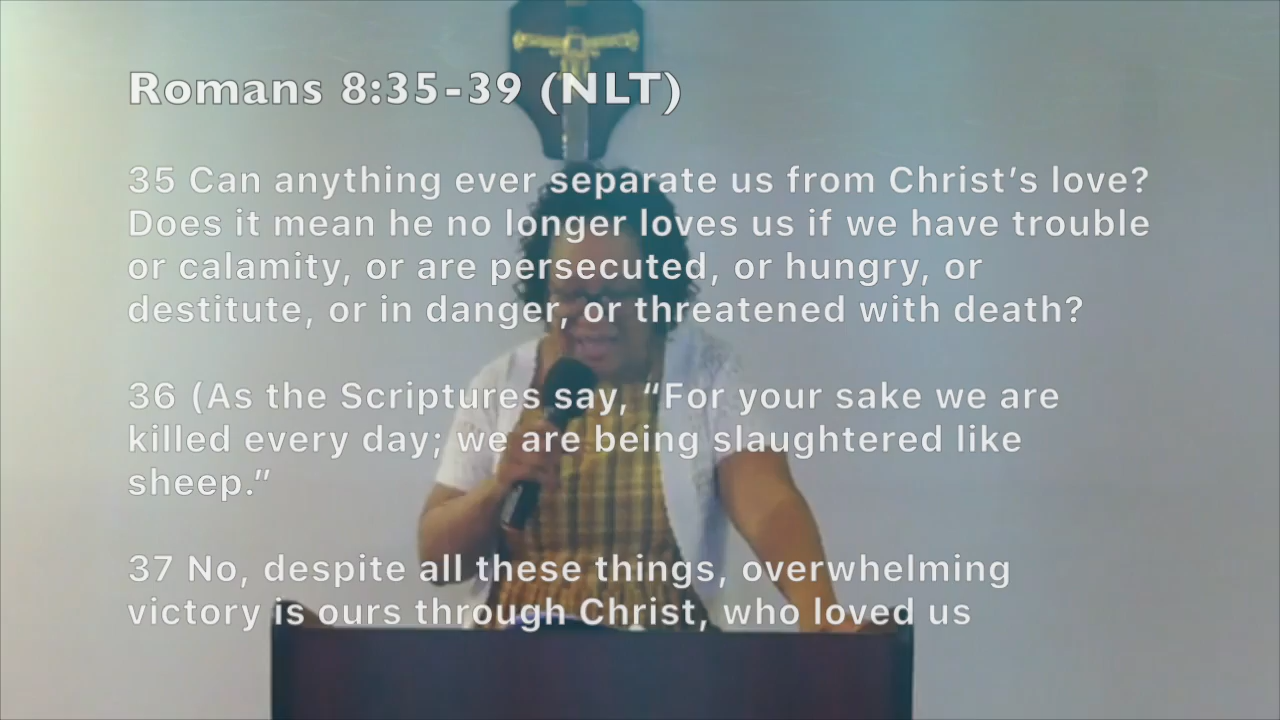 Romans 8:35-39 (NLT)
35 Can anything ever separate us from Christ’s love?
Does it mean he no longer loves us if we have trouble
or calamity, or are persecuted, or hungry, or
destitute, or in danger, or threatened with death?
36 (As the Scriptures say, “For your sake we are
killed every day; we are being slaughtered like
sheep.”
37 No, despite all these things, overwhelming
victory is ours through Christ, who loved us